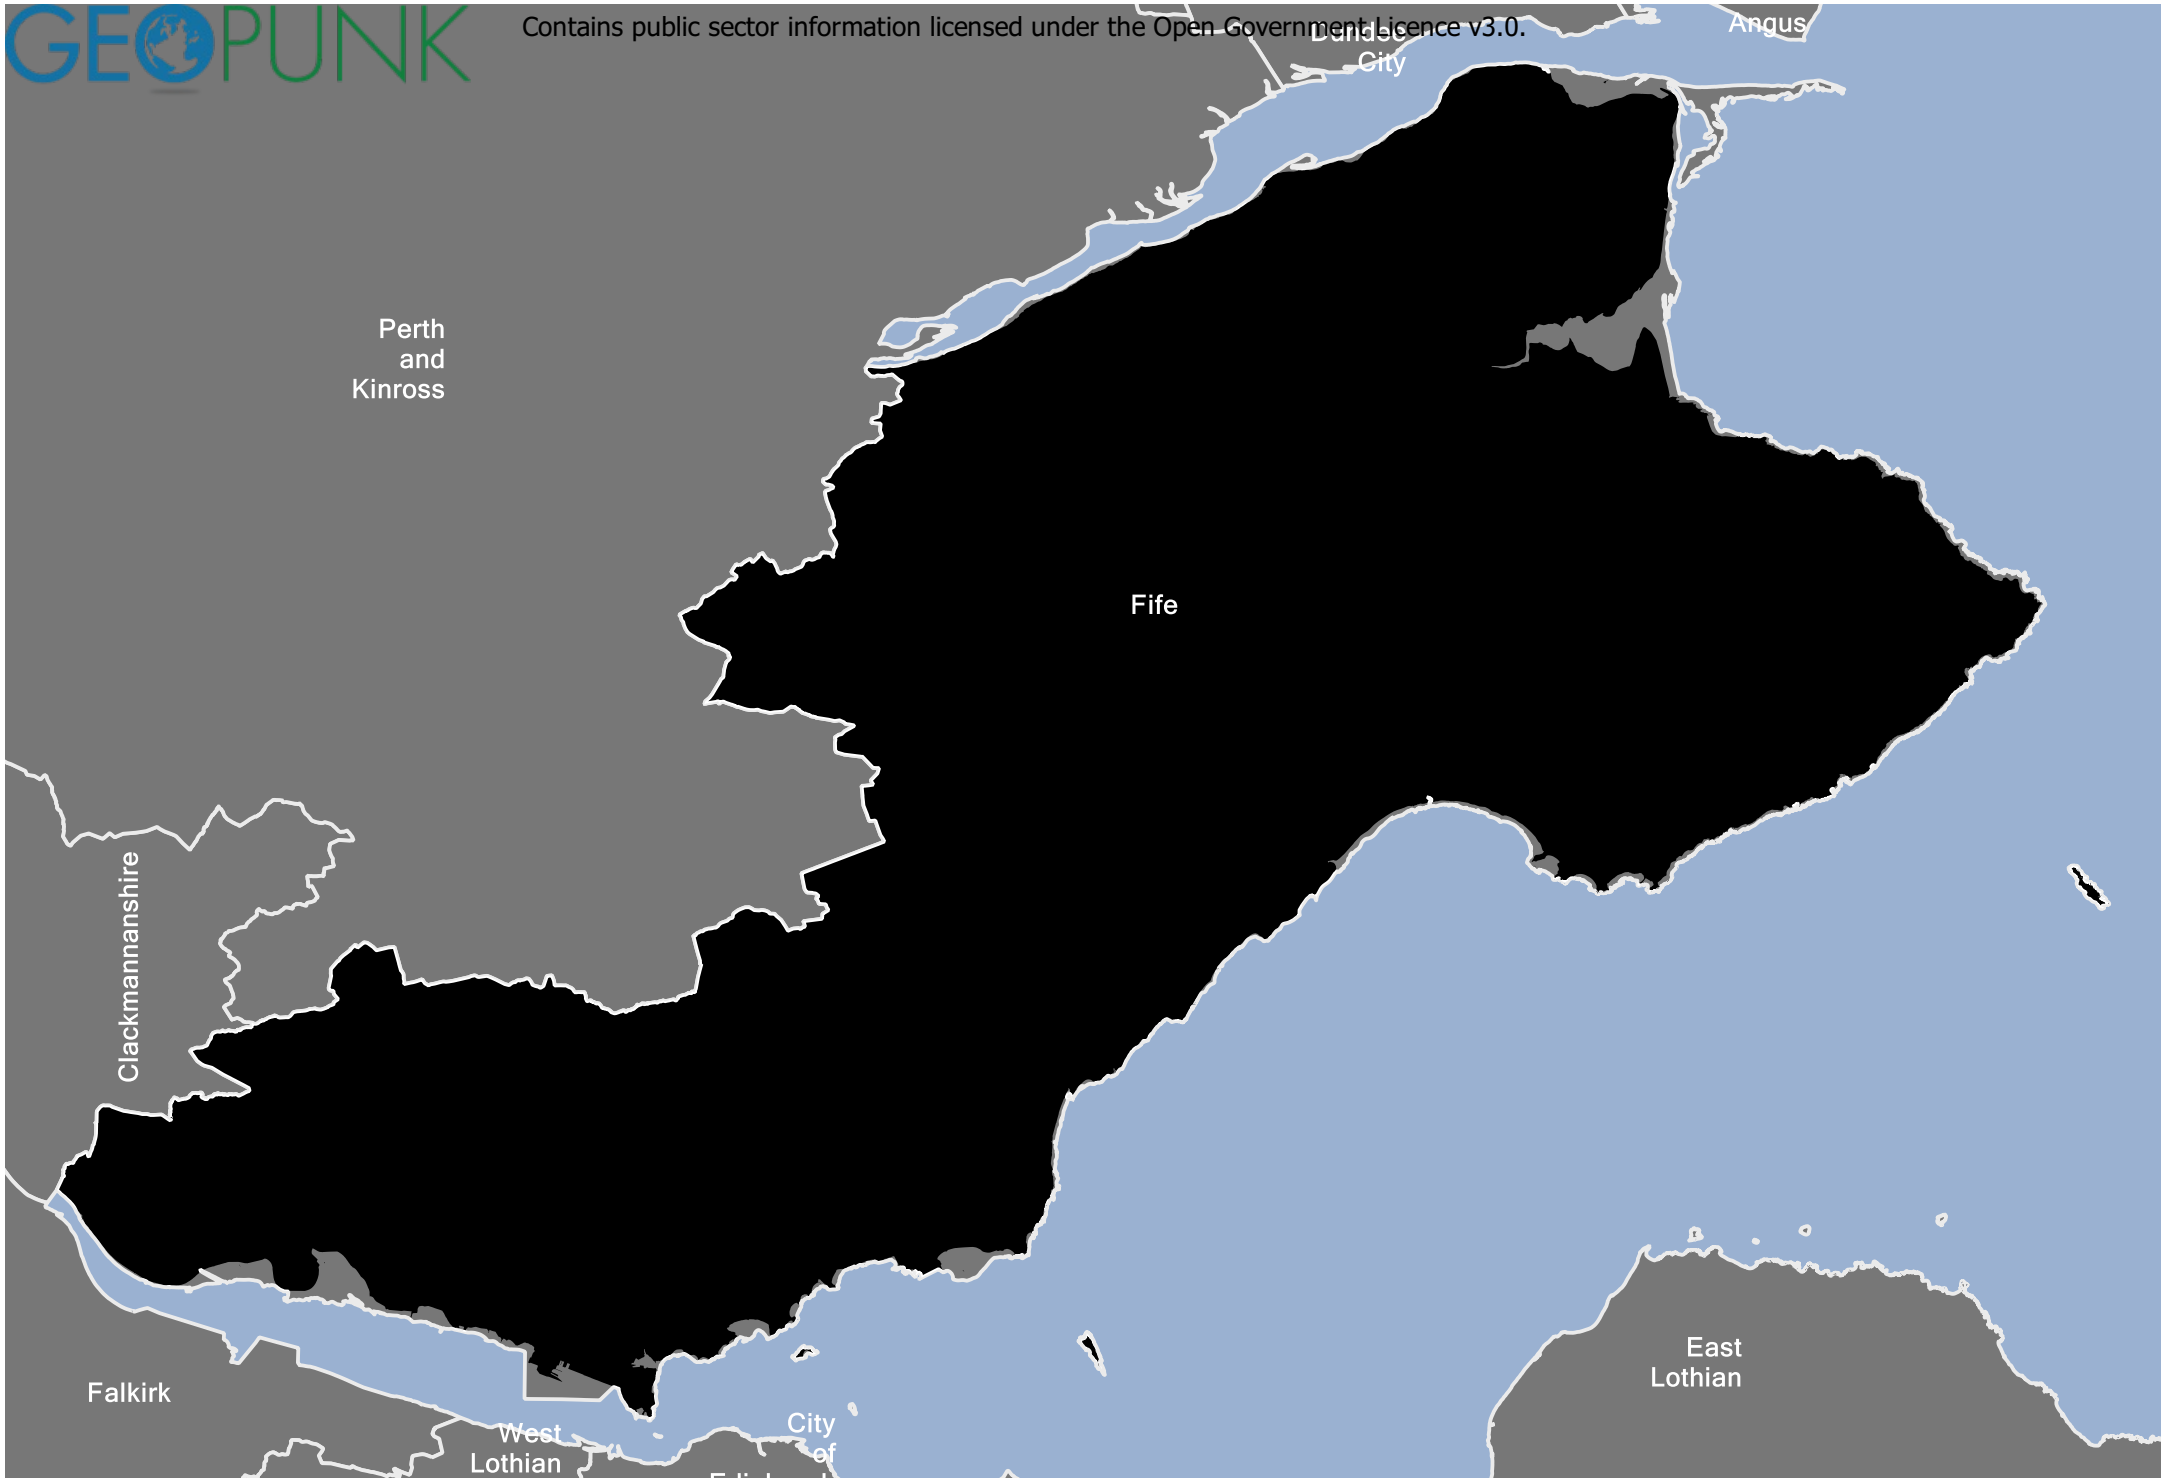 GEOPUNK
Contains public sector information licensed under the Open Government Licence v3.0.
Dundee
City
Angus
Perth
and
Kinross
Fife
Clackmannanshire
Falkirk
West
Lothian
City
of
East
Lothian